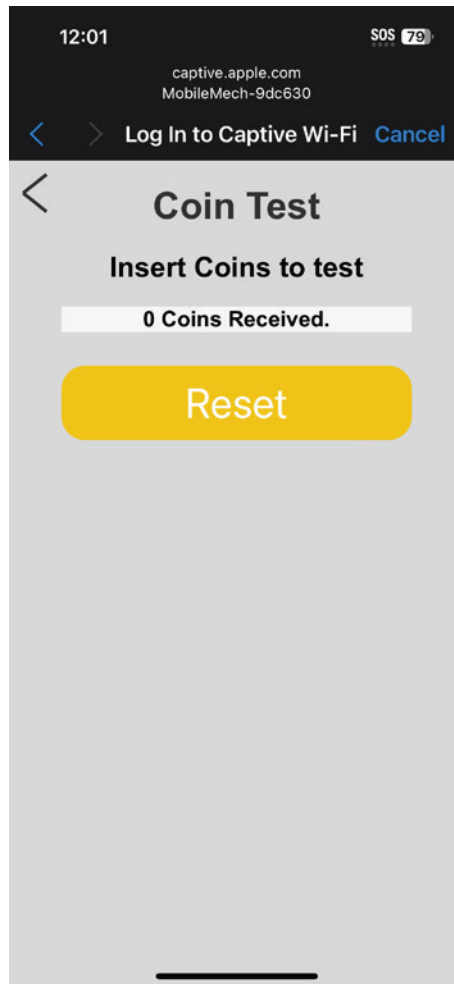 12:01
SOS 79
captive.apple.com
MobileMech-9dc630
Log In to Captive Wi-Fi Cancel
Coin Test
Insert Coins to test
0 Coins Received.
Reset